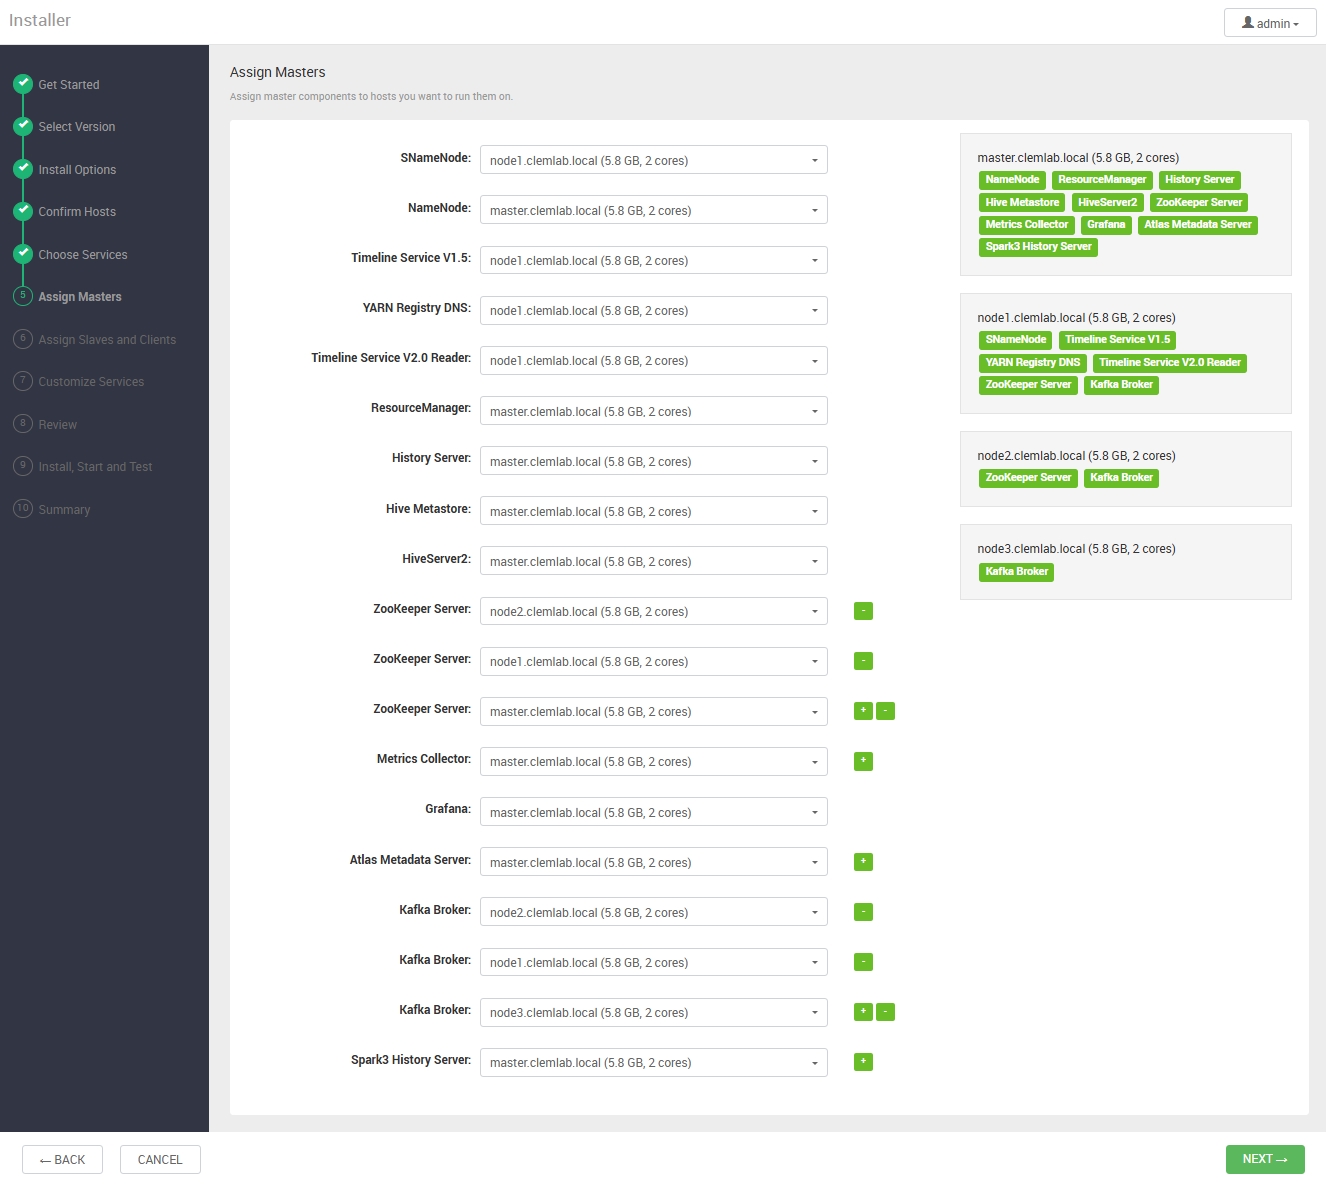 Installer
admin
Get Started
Select Version
Install Options
Confirm Hosts
Choose Services
5 Assign Masters
6 Assign Slaves and Clients
7 Customize Services
8 Review
9 Install, Start and Test
10 Summary
Assign Masters
Assign master components to hosts you want to run them on.
SNameNode: node1.clemlab.local (5.8 GB, 2 cores)
NameNode: master.clemlab.local (5.8 GB, 2 cores)
Timeline Service V1.5: node1.clemlab.local (5.8 GB, 2 cores)
YARN Registry DNS: node1.clemlab.local (5.8 GB, 2 cores)
Timeline Service V2.0 Reader: node1.clemlab.local (5.8 GB, 2 cores)
ResourceManager: master.clemlab.local (5.8 GB, 2 cores)
History Server: master.clemlab.local (5.8 GB, 2 cores)
Hive Metastore: master.clemlab.local (5.8 GB, 2 cores)
HiveServer2: master.clemlab.local (5.8 GB, 2 cores)
ZooKeeper Server: node2.clemlab.local (5.8 GB, 2 cores) -
ZooKeeper Server: node1.clemlab.local (5.8 GB, 2 cores) -
ZooKeeper Server: master.clemlab.local (5.8 GB, 2 cores) + -
Metrics Collector: master.clemlab.local (5.8 GB, 2 cores) +
Grafana: master.clemlab.local (5.8 GB, 2 cores)
Atlas Metadata Server: master.clemlab.local (5.8 GB, 2 cores) +
Kafka Broker: node2.clemlab.local (5.8 GB, 2 cores) -
Kafka Broker: node1.clemlab.local (5.8 GB, 2 cores) -
Kafka Broker: node3.clemlab.local (5.8 GB, 2 cores) + -
Spark3 History Server: master.clemlab.local (5.8 GB, 2 cores) +
master.clemlab.local (5.8 GB, 2 cores)
NameNode ResourceManager History Server
Hive Metastore HiveServer2 ZooKeeper Server
Metrics Collector Grafana Atlas Metadata Server
Spark3 History Server
node1.clemlab.local (5.8 GB, 2 cores)
SNameNode Timeline Service V1.5
YARN Registry DNS Timeline Service V2.0 Reader
ZooKeeper Server Kafka Broker
node2.clemlab.local (5.8 GB, 2 cores)
ZooKeeper Server Kafka Broker
node3.clemlab.local (5.8 GB, 2 cores)
Kafka Broker
← BACK CANCEL NEXT →